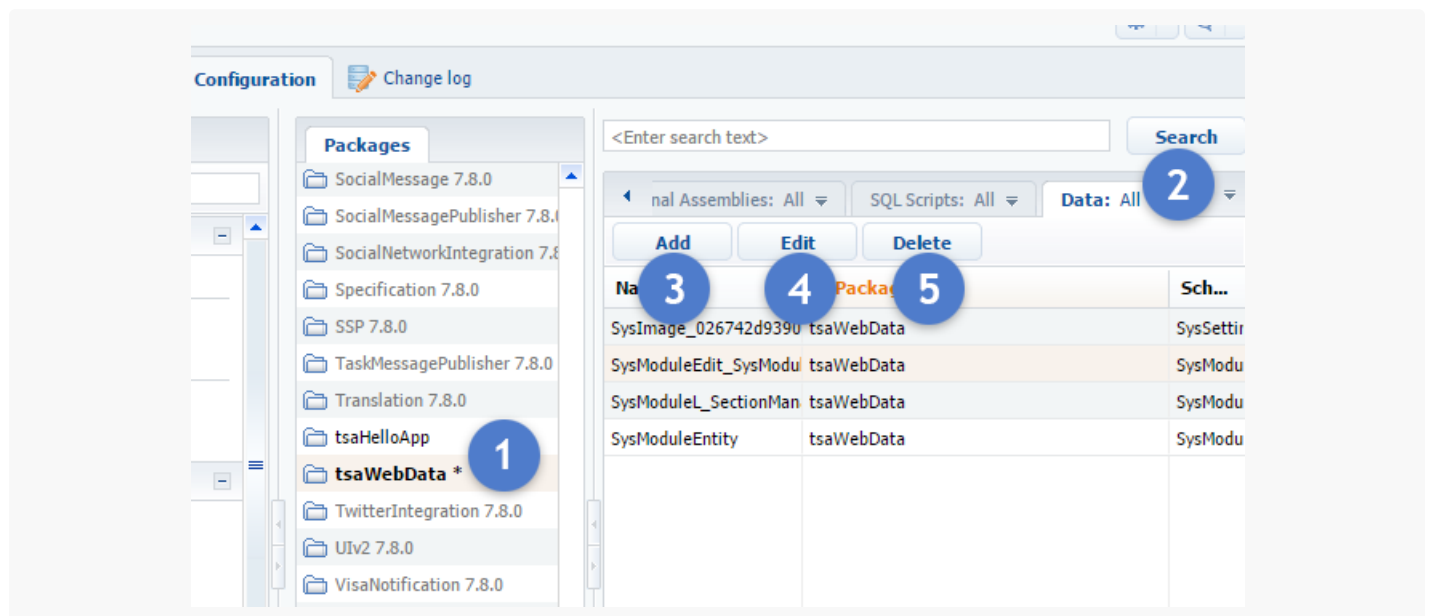 Configuration
Change log
Packages
SocialMessage 7.8.0
SocialMessagePublisher 7.8.
SocialNetworkIntegration 7.
Specification 7.8.0
SSP 7.8.0
TaskMessagePublisher 7.8.0
Translation 7.8.0
tsaHelloApp
1
tsaWebData *
TwitterIntegration 7.8.0
UIv2 7.8.0
VisaNotification 7.8.0
<Enter search text>
Search
2
nal Assemblies: All
SQL Scripts: All
Data: All
Add
Edit
Delete
3
4
5
Na
Packag
Sch...
SysImage_026742d9390 tsaWebData SysSettin
SysModuleEdit_SysModul tsaWebData SysModu
SysModuleL_SectionMan tsaWebData SysModu
SysModuleEntity tsaWebData SysModu